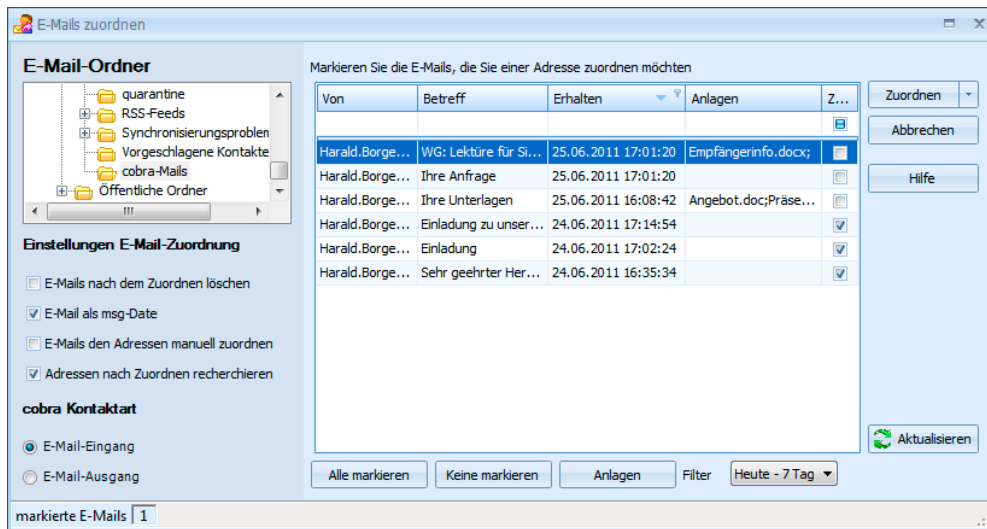 E-Mails zuordnen
E-Mail-Ordner
quarantine
RSS-Feeds
Synchronisierungsproblen
Vorgeschlagene Kontakte
cobra-Mails
Öffentliche Ordner
Einstellungen E-Mail-Zuordnung
E-Mails nach dem Zuordnen löschen
E-Mail als msg-Date
E-Mails den Adressen manuell zuordnen
Adressen nach Zuordnen recherchieren
cobra Kontaktart
E-Mail-Eingang
E-Mail-Ausgang
Markieren Sie die E-Mails, die Sie einer Adresse zuordnen möchten
Von Betreff Erhalten Anlagen Z...
Harald.Borge... WG: Lektüre für Si... 25.06.2011 17:01:20 Empfängerinfo.docx;
Harald.Borge... Ihre Anfrage 25.06.2011 17:01:20
Harald.Borge... Ihre Unterlagen 25.06.2011 16:08:42 Angebot.doc;Präse...
Harald.Borge... Einladung zu unser... 24.06.2011 17:14:54
Harald.Borge... Einladung 24.06.2011 17:02:24
Harald.Borge... Sehr geehrter Her... 24.06.2011 16:35:34
Alle markieren Keine markieren Anlagen Filter Heute - 7 Tag
Zuordnen
Abbrechen
Hilfe
Aktualisieren
markierte E-Mails 1